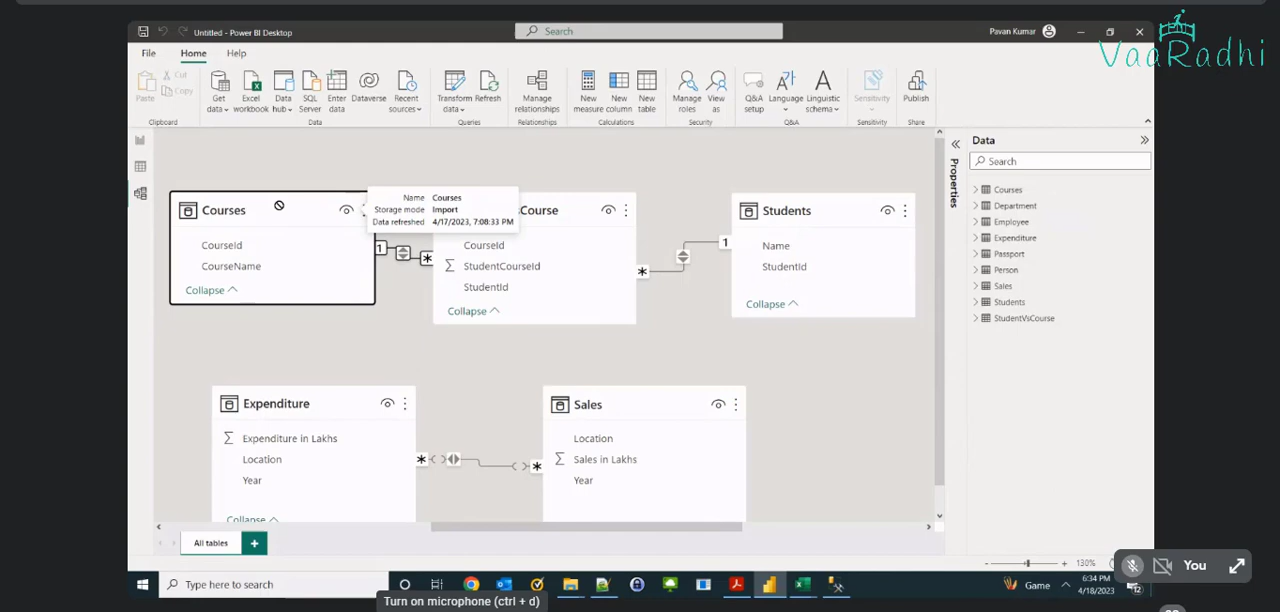 Untitled - Power BI Desktop
Search
Pavan Kumar
VaaRadhi
File Home Help
Paste
Cut
Copy
Get data
Excel workbook
Data hub
SQL Server
Enter data
Dataverse
Recent sources
Transform data
Refresh
Manage relationships
New measure
New column
New table
Manage roles
View as
Q&A setup
Language
Linguistic schema
Sensitivity
Publish
Clipboard Data Queries Relationships Calculations Security Q&A Sensitivity Share
Courses
CourseId
CourseName
Collapse
Name Courses
Storage mode Import
Data refreshed 4/17/2023, 7:08:33 PM
1
*
sCourse
CourseId
StudentCourseId
StudentId
Collapse
*
1
Students
Name
StudentId
Collapse
Expenditure
Expenditure in Lakhs
Location
Year
Collapse
*
*
Sales
Location
Sales in Lakhs
Year
Properties
Data
Search
Courses
Department
Employee
Expenditure
Passport
Person
Sales
Students
StudentVsCourse
All tables
+
- + 130%
You
Type here to search
Game
6:34 PM
4/18/2023
12
Turn on microphone (ctrl + d)